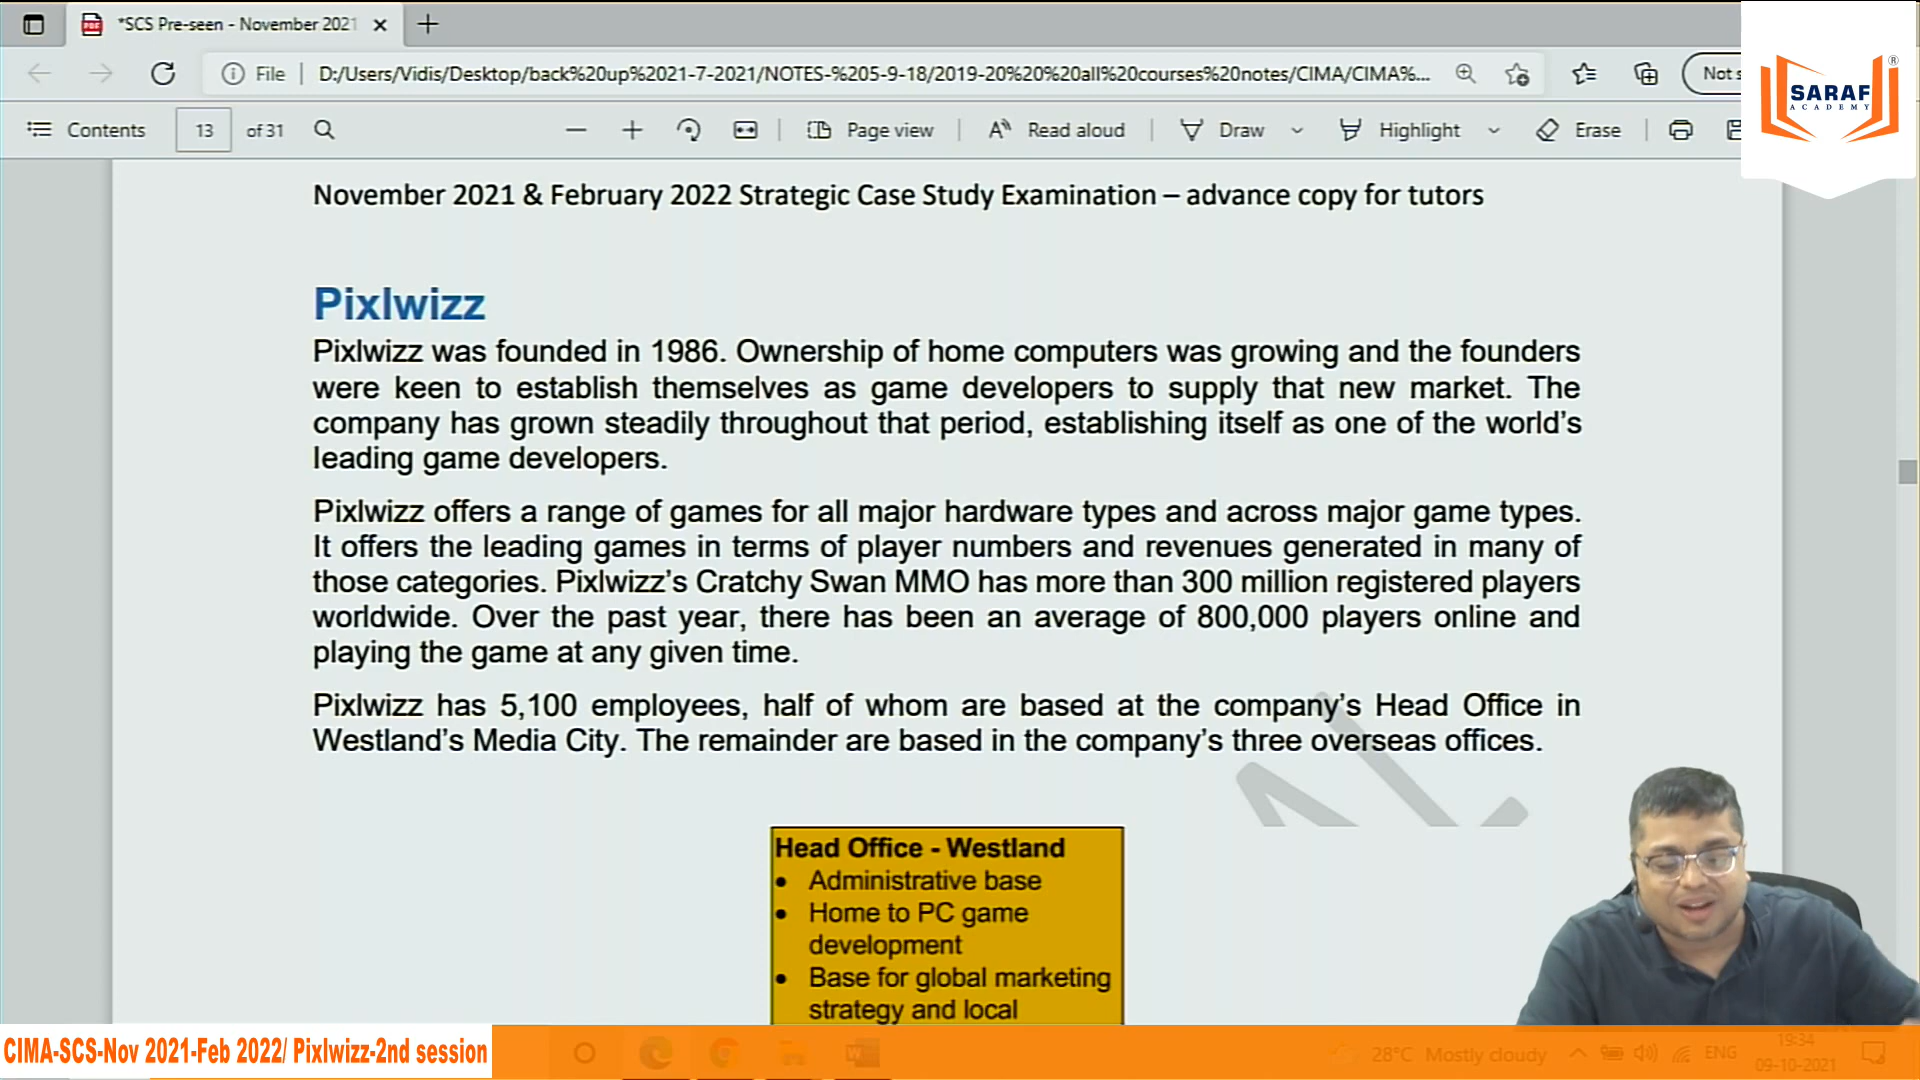 *SCS Pre-seen - November 2021
File
D:/Users/Vidis/Desktop/back%20up%2021-7-2021/NOTES-%205-9-18/2019-20%20%20all%20courses%20notes/CIMA/CIMA%...
Not s
SARAF
ACADEMY
®
Contents
13
of 31
Page view
Read aloud
Draw
Highlight
Erase
November 2021 & February 2022 Strategic Case Study Examination – advance copy for tutors
Pixlwizz
Pixlwizz was founded in 1986. Ownership of home computers was growing and the founders
were keen to establish themselves as game developers to supply that new market. The
company has grown steadily throughout that period, establishing itself as one of the world's
leading game developers.
Pixlwizz offers a range of games for all major hardware types and across major game types.
It offers the leading games in terms of player numbers and revenues generated in many of
those categories. Pixlwizz's Cratchy Swan MMO has more than 300 million registered players
worldwide. Over the past year, there has been an average of 800,000 players online and
playing the game at any given time.
Pixlwizz has 5,100 employees, half of whom are based at the company's Head Office in
Westland's Media City. The remainder are based in the company's three overseas offices.
Head Office - Westland
• Administrative base
• Home to PC game
development
• Base for global marketing
strategy and local
CIMA-SCS-Nov 2021-Feb 2022/ Pixlwizz-2nd session
28°C Mostly cloudy
ENG
19:34
09-10-2021